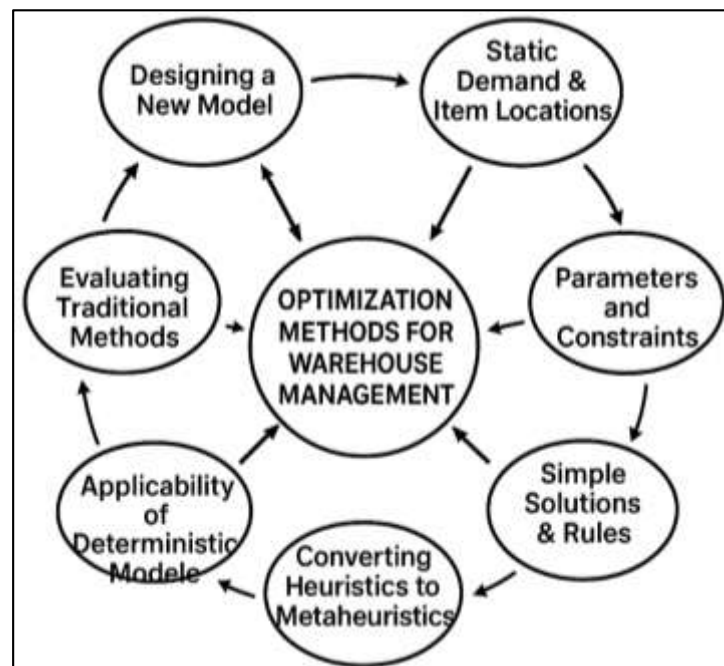 Designing a
New Model
Static
Demand &
Item Locations
Parameters
and
Constraints
Simple
Solutions
& Rules
Converting
Heuristics to
Metaheuristics
Applicability
of
Deterministic
Modele
Evaluating
Traditional
Methods
OPTIMIZATION
METHODS FOR
WAREHOUSE
MANAGEMENT